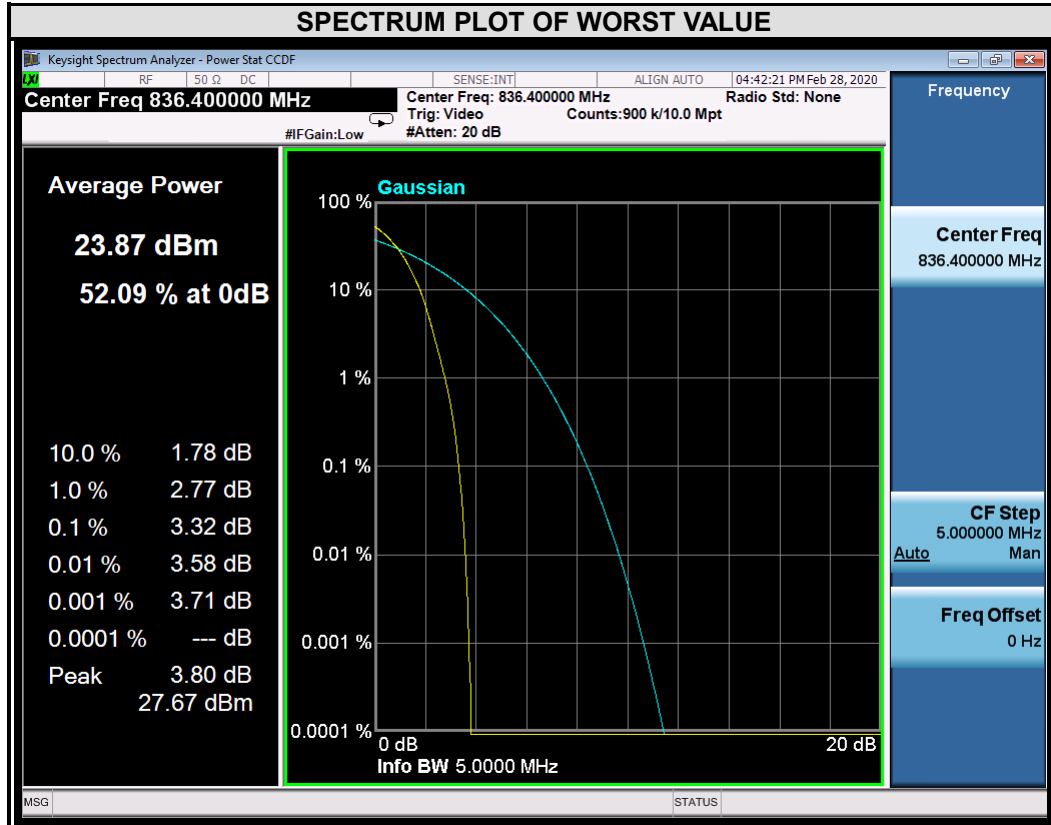 SPECTRUM PLOT OF WORST VALUE
Keysight Spectrum Analyzer - Power Stat CCDF
LXI RF 50 Ω DC SENSE:INT ALIGN AUTO 04:42:21 PM Feb 28, 2020
Center Freq 836.400000 MHz
#IFGain:Low
Center Freq: 836.400000 MHz
Trig: Video Counts:900 k/10.0 Mpt
#Atten: 20 dB
Radio Std: None
Average Power
23.87 dBm
52.09 % at 0dB
10.0 % 1.78 dB
1.0 % 2.77 dB
0.1 % 3.32 dB
0.01 % 3.58 dB
0.001 % 3.71 dB
0.0001 % --- dB
Peak 3.80 dB
27.67 dBm
Gaussian
100 %
10 %
1 %
0.1 %
0.01 %
0.001 %
0.0001 %
0 dB 20 dB
Info BW 5.0000 MHz
Frequency
Center Freq
836.400000 MHz
CF Step
5.000000 MHz
Auto Man
Freq Offset
0 Hz
MSG STATUS